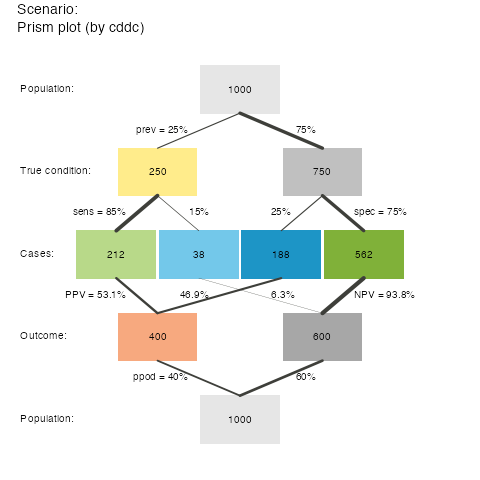 Scenario:
Prism plot (by cddc)
Population:
1000
prev = 25%
75%
True condition:
250
750
sens = 85%
15%
25%
spec = 75%
Cases:
212
38
188
562
PPV = 53.1%
46.9%
6.3%
NPV = 93.8%
Outcome:
400
600
ppod = 40%
60%
Population:
1000